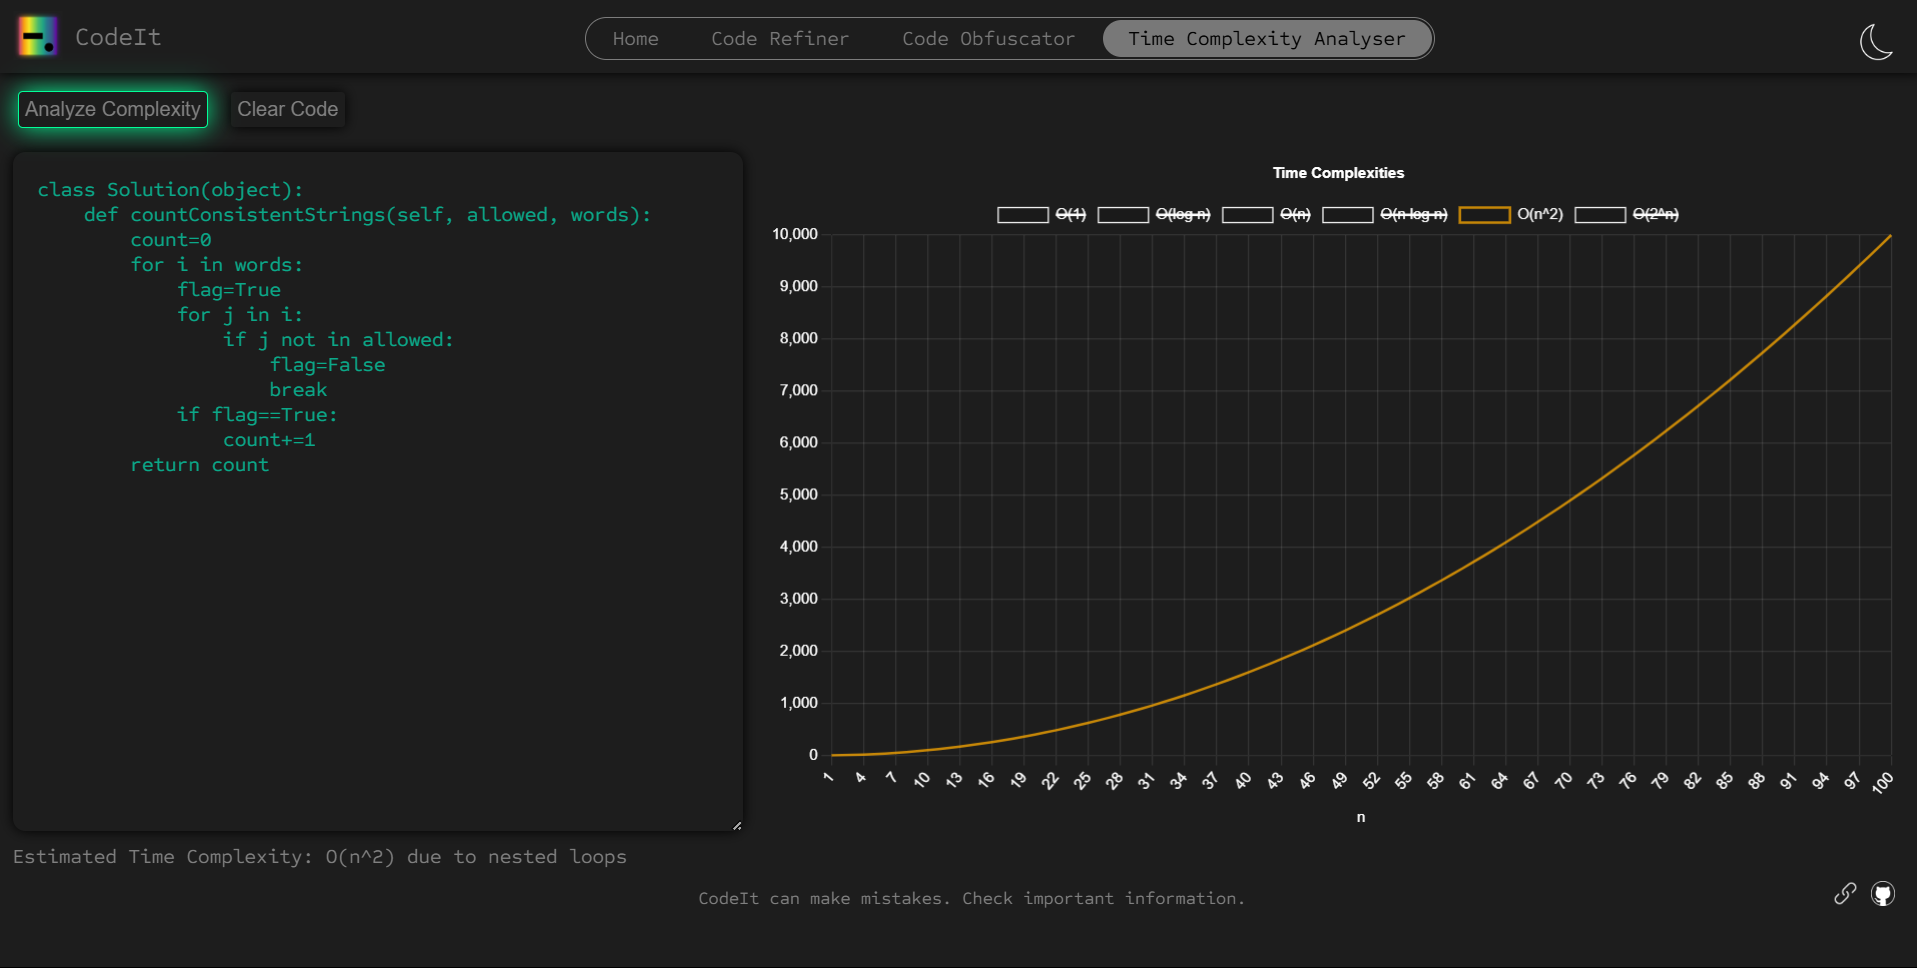 CodeIt
Home Code Refiner Code Obfuscator Time Complexity Analyser
Analyze Complexity Clear Code
class Solution(object):
    def countConsistentStrings(self, allowed, words):
        count=0
        for i in words:
            flag=True
            for j in i:
                if j not in allowed:
                    flag=False
                    break
            if flag==True:
                count+=1
        return count
Time Complexities
O(1) O(log n) O(n) O(n log n) O(n^2) O(2^n)
10,000
9,000
8,000
7,000
6,000
5,000
4,000
3,000
2,000
1,000
0
1 4 7 10 13 16 19 22 25 28 31 34 37 40 43 46 49 52 55 58 61 64 67 70 73 76 79 82 85 88 91 94 97 100
n
Estimated Time Complexity: O(n^2) due to nested loops
CodeIt can make mistakes. Check important information.